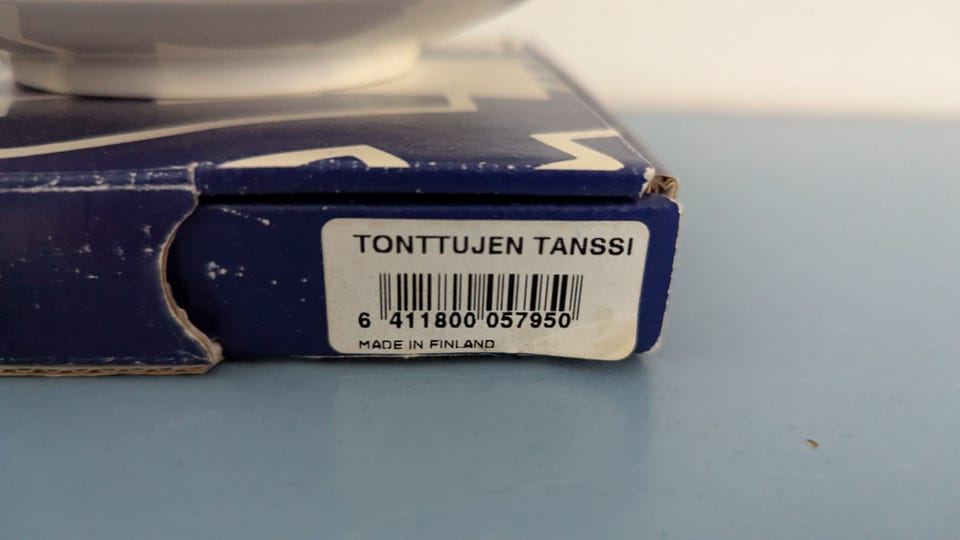 TONTTUJEN TANSSI
6 411800 057950
MADE IN FINLAND